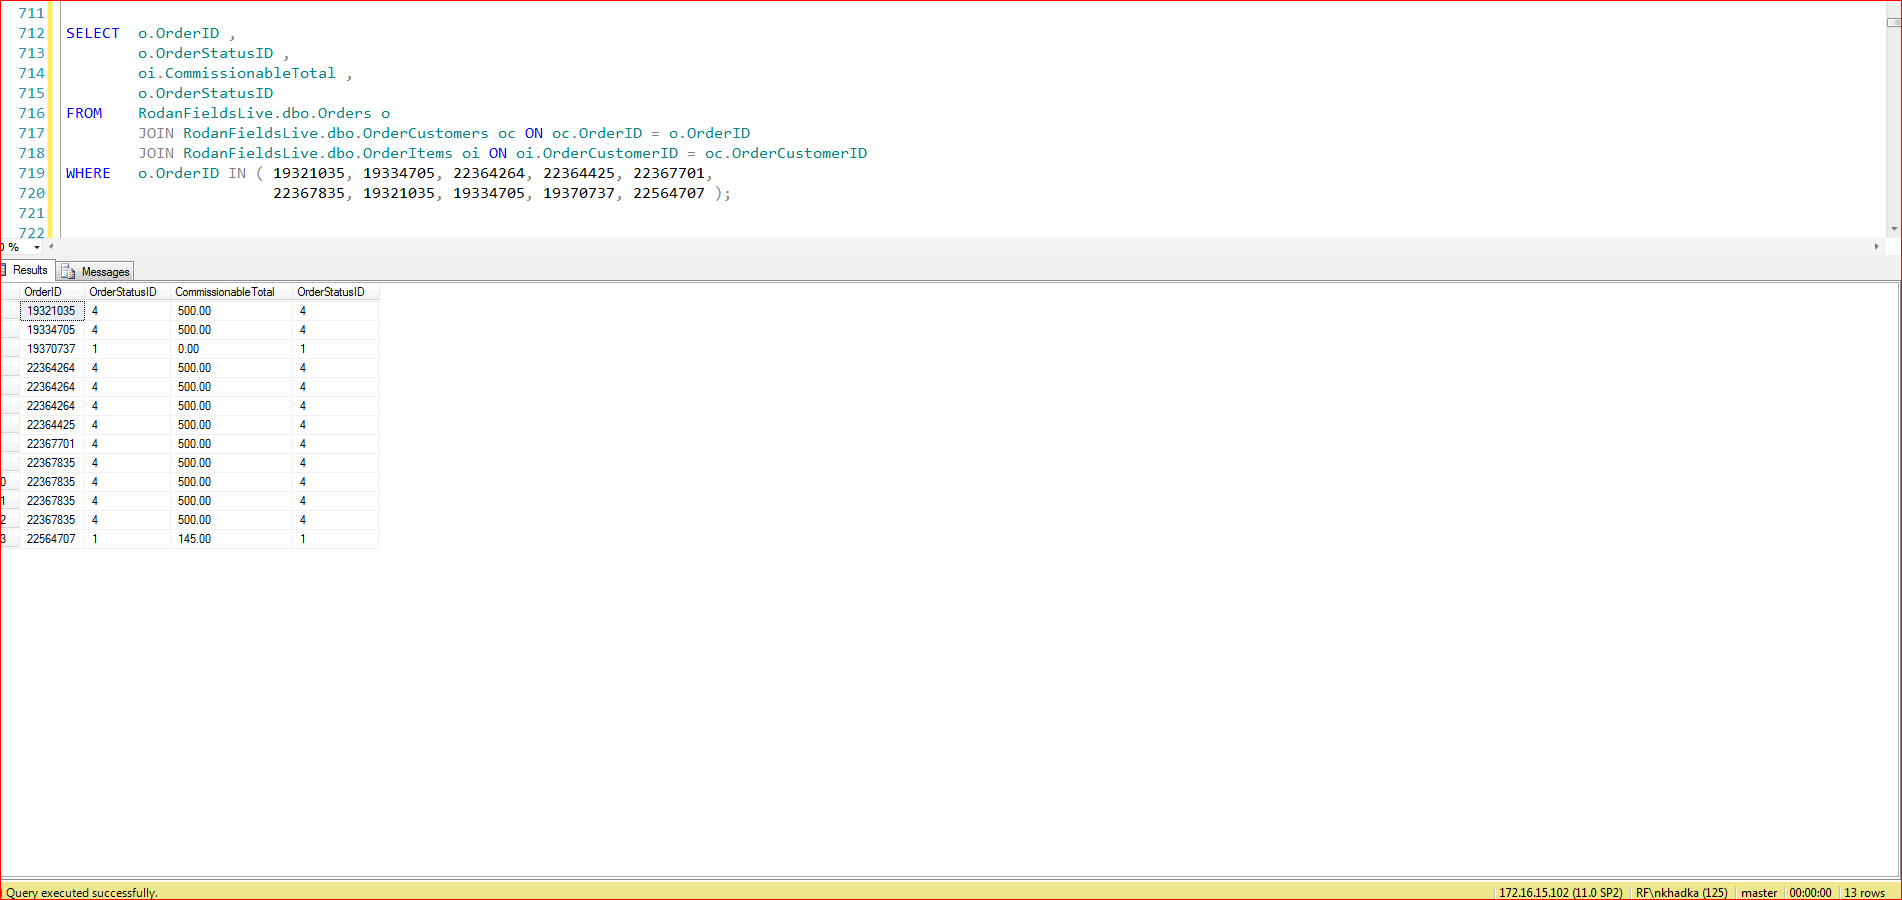 711
712 SELECT o.OrderID ,
713 o.OrderStatusID ,
714 oi.CommissionableTotal ,
715 o.OrderStatusID
716 FROM RodanFieldsLive.dbo.Orders o
717 JOIN RodanFieldsLive.dbo.OrderCustomers oc ON oc.OrderID = o.OrderID
718 JOIN RodanFieldsLive.dbo.OrderItems oi ON oi.OrderCustomerID = oc.OrderCustomerID
719 WHERE o.OrderID IN ( 19321035, 19334705, 22364264, 22364425, 22367701,
720 22367835, 19321035, 19334705, 19370737, 22564707 );
721
722
0 %
Results Messages
OrderID OrderStatusID CommissionableTotal OrderStatusID
19321035 4 500.00 4
19334705 4 500.00 4
19370737 1 0.00 1
22364264 4 500.00 4
22364264 4 500.00 4
22364264 4 500.00 4
22364425 4 500.00 4
22367701 4 500.00 4
22367835 4 500.00 4
0 22367835 4 500.00 4
1 22367835 4 500.00 4
2 22367835 4 500.00 4
3 22564707 1 145.00 1
Query executed successfully. 172.16.15.102 (11.0 SP2) RF\nkhadka (125) master 00:00:00 13 rows